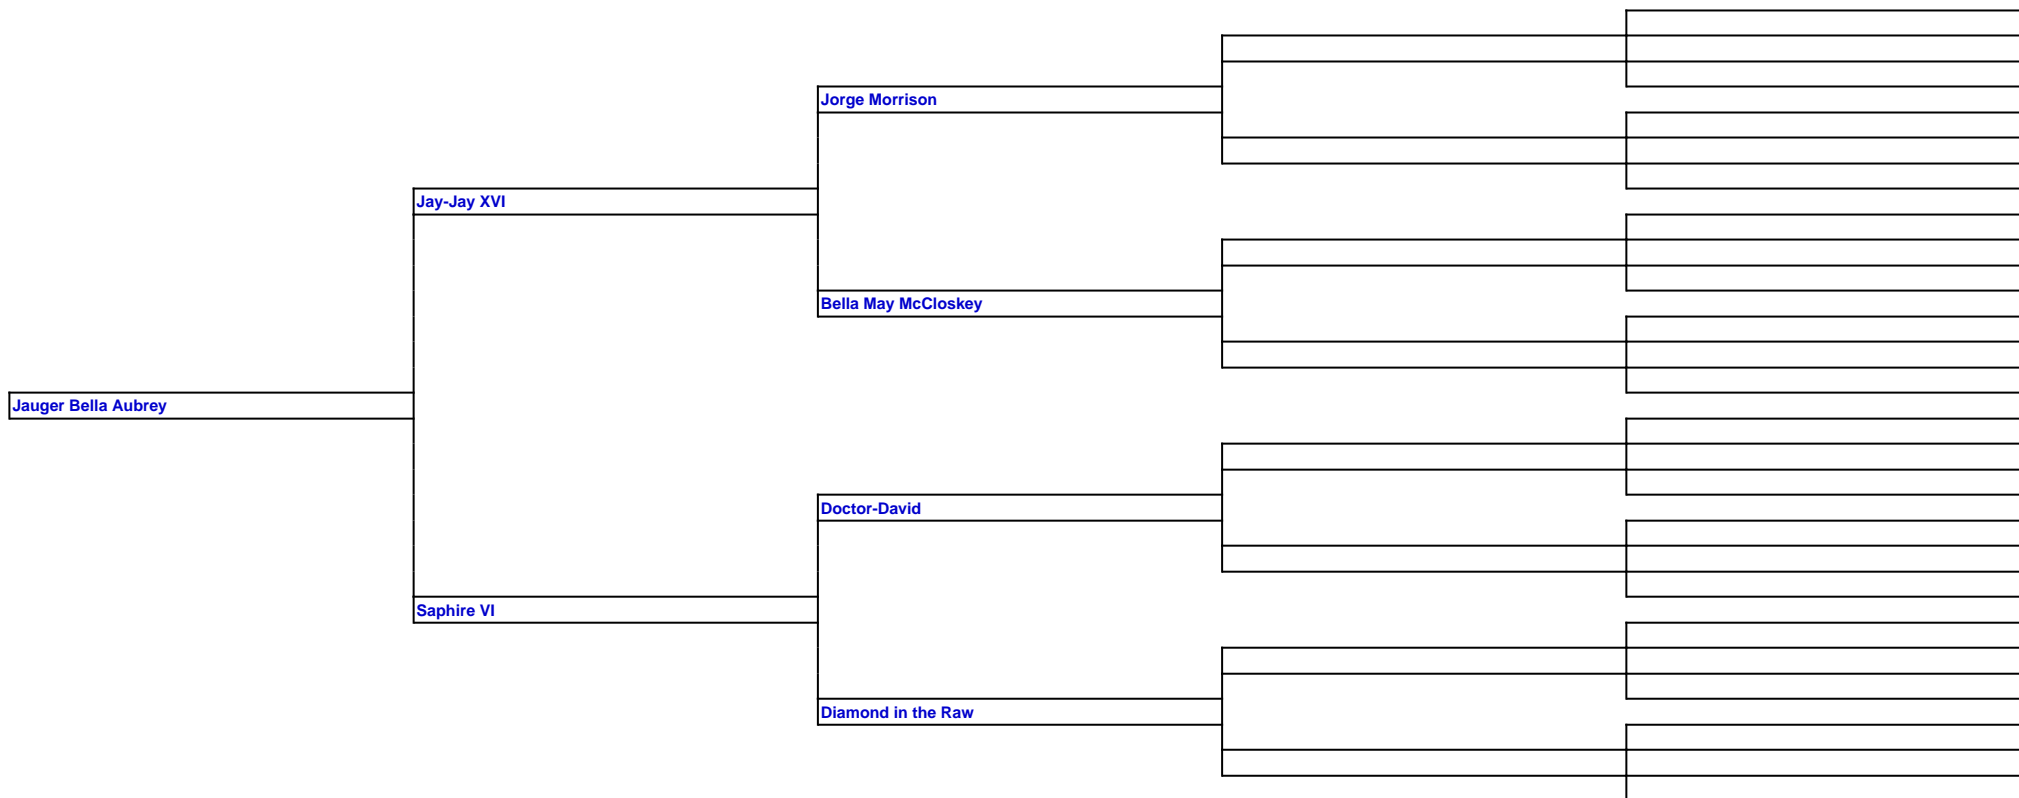 Jorge Morrison
Jay-Jay XVI
Bella May McCloskey
Jauger Bella Aubrey
Doctor-David
Saphire VI
Diamond in the Raw